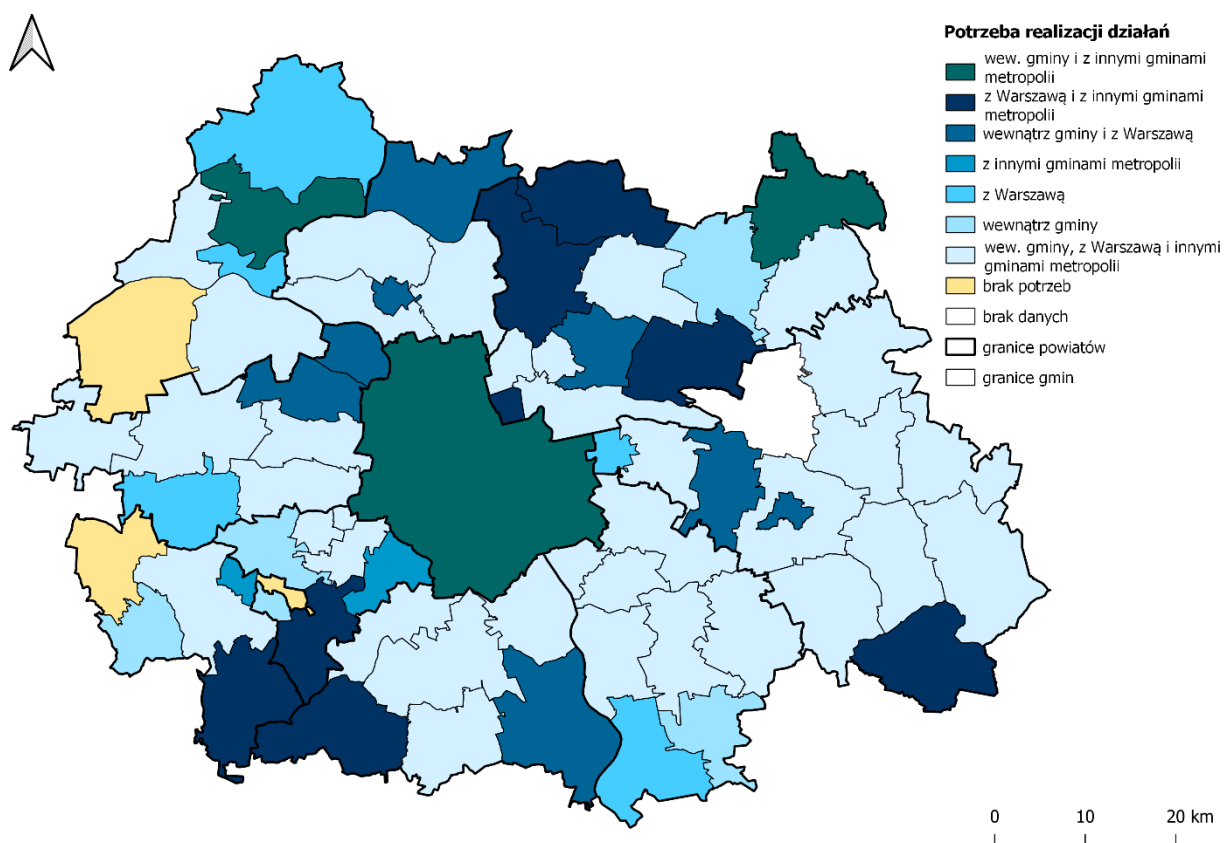 Potrzeba realizacji działań
wew. gminy i z innymi gminami
metropolii
z Warszawą i z innymi gminami
metropolii
wewnątrz gminy i z Warszawą
z innymi gminami metropolii
z Warszawą
wewnątrz gminy
wew. gminy, z Warszawą i innymi
gminami metropolii
brak potrzeb
brak danych
granice powiatów
granice gmin
0 10 20 km